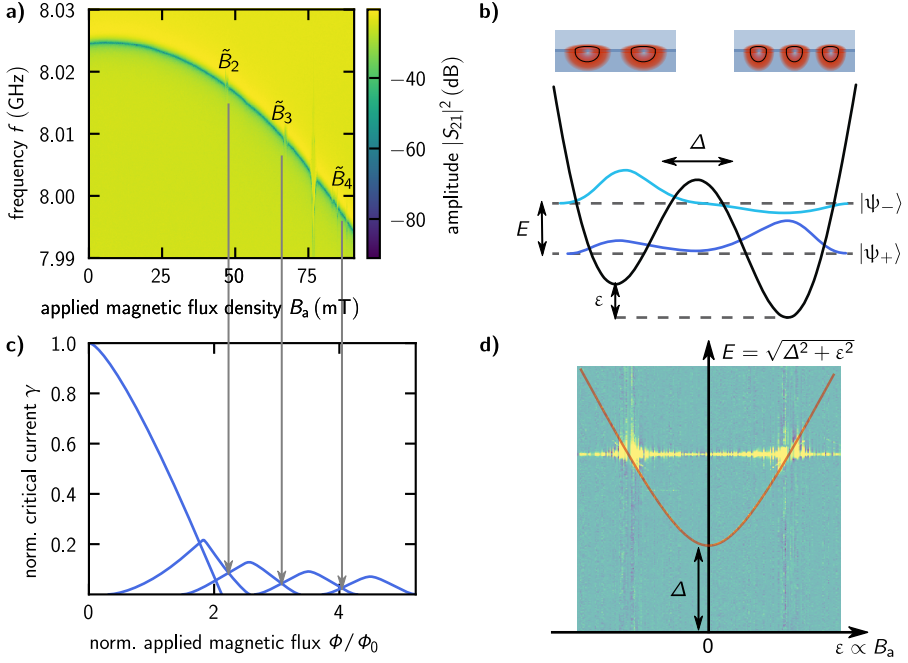 a)
8.03
8.02
8.01
8.00
7.99
frequency f (GHz)
B̃₂
B̃₃
B̃₄
0
25
50
75
applied magnetic flux density Bₐ (mT)
−40
−60
−80
amplitude |S₂₁|² (dB)
b)
Δ
E
ε
|ψ₋⟩
|ψ₊⟩
c)
1.0
0.8
0.6
0.4
0.2
norm. critical current γ
0
2
4
norm. applied magnetic flux Φ/Φ₀
d)
E = √Δ² + ε²
Δ
0
ε ∝ Bₐ